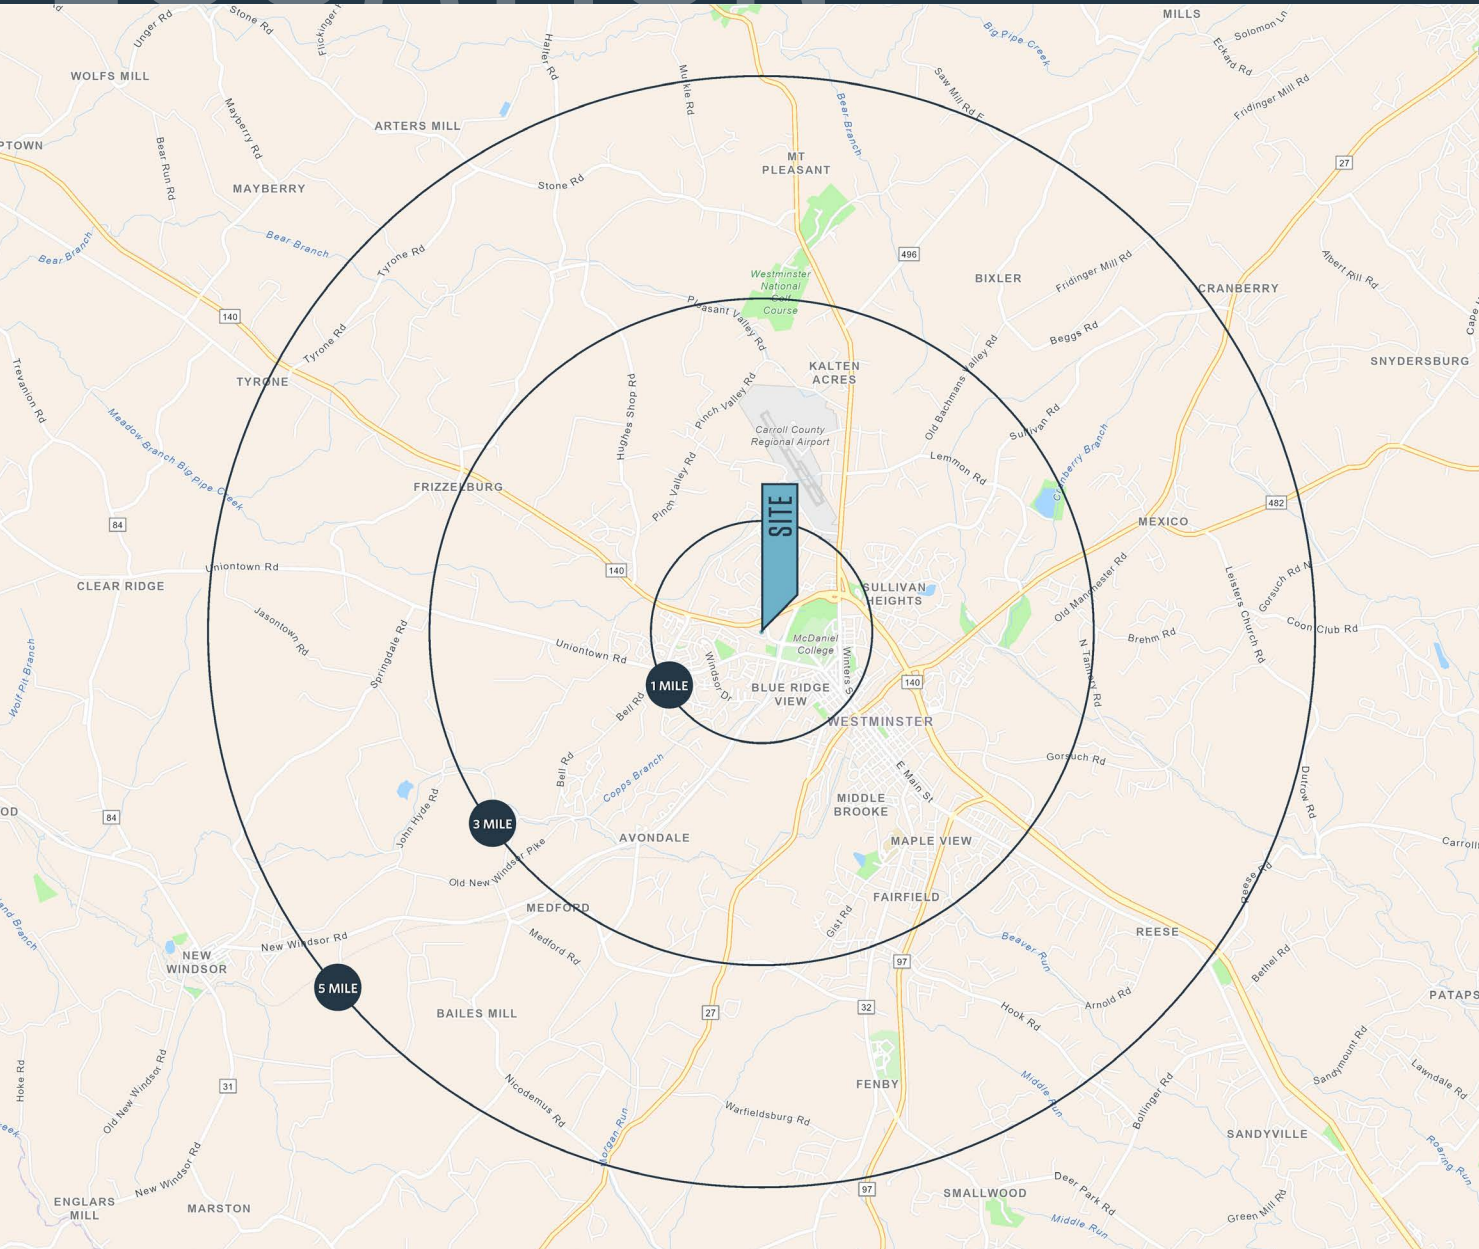 MILLS
Unger Rd
Stone Rd
Flickinger R
Halter Rd
Big Pipe Creek
Solomon Ln
Eckard Rd
WOLFS MILL
Murkle Rd
Saw Mill Rd E
Fridinger Mill Rd
Mayberry Rd
ARTERS MILL
Bear Branch
PTOWN
Bear Run Rd
MT
PLEASANT
27
MAYBERRY
Stone Rd
Bear Branch
Bear Branch
Tyrone Rd
496
Albert Rill Rd
Westminster
National
Golf
Course
BIXLER
Fridinger Mill Rd
CRANBERRY
140
Pleasant Valley Rd
Cape
Tyrone Rd
Beggs Rd
SNYDERSBURG
Trevanion Rd
TYRONE
KALTEN
ACRES
Old Bachmans Valley Rd
Hughes Shop Rd
Pinch Valley Rd
Carroll County
Regional Airport
Sullivan Rd
Meadow Branch Big Pipe Creek
Pinch Valley Rd
Lemmon Rd
Cranberry Branch
FRIZZELBURG
SITE
482
84
MEXICO
Uniontown Rd
140
CLEAR RIDGE
SULLIVAN
HEIGHTS
Old Manchester Rd
Leisters Church Rd
Gorsuch Rd N
Jasontown Rd
Springdale Rd
Uniontown Rd
McDaniel
College
Brehm Rd
Coon Club Rd
Wolf Pit Branch
1 MILE
Windsor Dr
Winters S
BLUE RIDGE
VIEW
140
N Tannery Rd
Bell Rd
WESTMINSTER
Bell Rd
Copps Branch
Gorsuch Rd
E Main St
Dutrow Rd
OD
84
John Hyde Rd
3 MILE
AVONDALE
MIDDLE
BROOKE
MAPLE VIEW
Carroll
Old New Windsor Pike
FAIRFIELD
Reese Rd
MEDFORD
Gist Rd
and Branch
New Windsor Rd
Medford Rd
Beaver Run
REESE
NEW
WINDSOR
97
Bethel Rd
5 MILE
PATAPS
BAILES MILL
27
32
Hook Rd
Arnold Rd
Hoke Rd
Old New Windsor Rd
31
FENBY
Middle Run
Sandymount Rd
Lawndale Rd
Nicodemus Rd
Warfieldsburg Rd
Bollinger Rd
eek
Morgan Run
SANDYVILLE
Roaring Run
New Windsor Rd
97
SMALLWOOD
Deer Park Rd
ENGLARS
MILL
MARSTON
Green Mill Rd
Middle Run